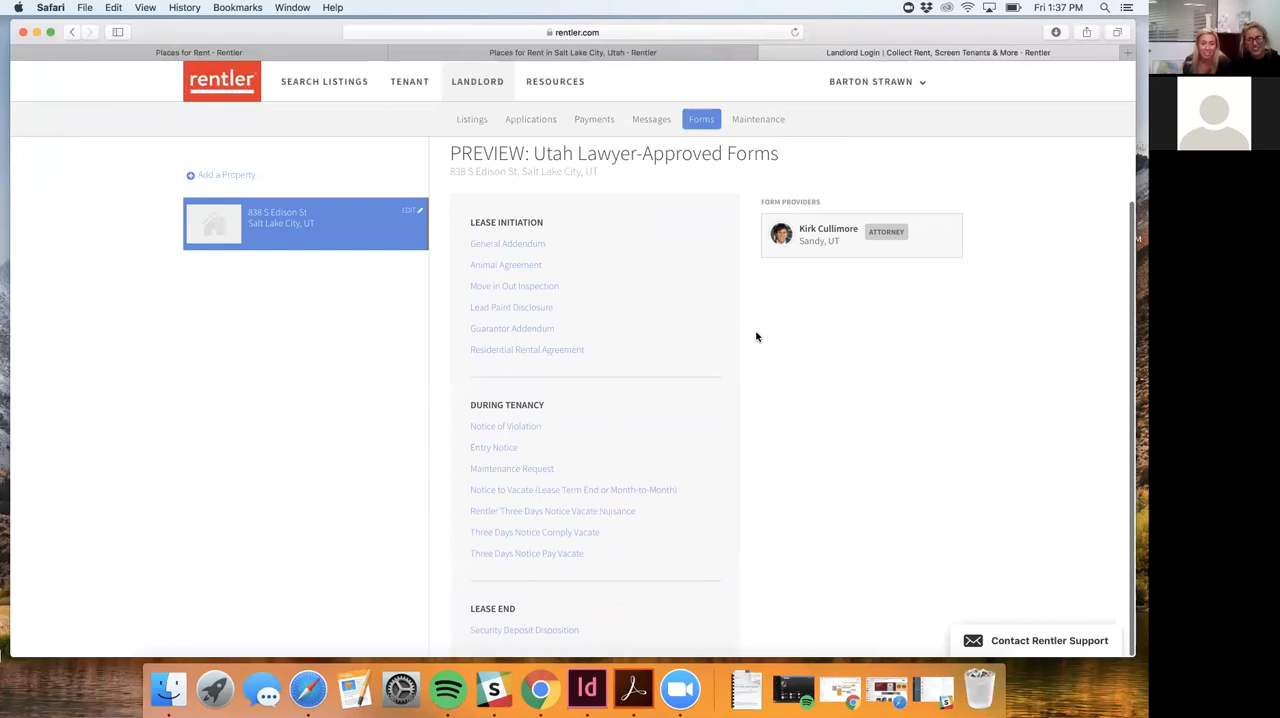 Safari File Edit View History Bookmarks Window Help Fri 1:37 PM
rentler.com
Places for Rent - Rentler
Places for Rent in Salt Lake City, Utah - Rentler
Landlord Login | Collect Rent, Screen Tenants & More - Rentler
rentler
SEARCH LISTINGS TENANT LANDLORD RESOURCES BARTON STRAWN
Listings Applications Payments Messages Forms Maintenance
PREVIEW: Utah Lawyer-Approved Forms
838 S Edison St, Salt Lake City, UT
Add a Property
838 S Edison St EDIT
Salt Lake City, UT
LEASE INITIATION
General Addendum
Animal Agreement
Move in Out Inspection
Lead Paint Disclosure
Guarantor Addendum
Residential Rental Agreement
DURING TENANCY
Notice of Violation
Entry Notice
Maintenance Request
Notice to Vacate (Lease Term End or Month-to-Month)
Rentler Three Days Notice Vacate Nuisance
Three Days Notice Comply Vacate
Three Days Notice Pay Vacate
LEASE END
Security Deposit Disposition
FORM PROVIDERS
Kirk Cullimore ATTORNEY
Sandy, UT
Contact Rentler Support
Id